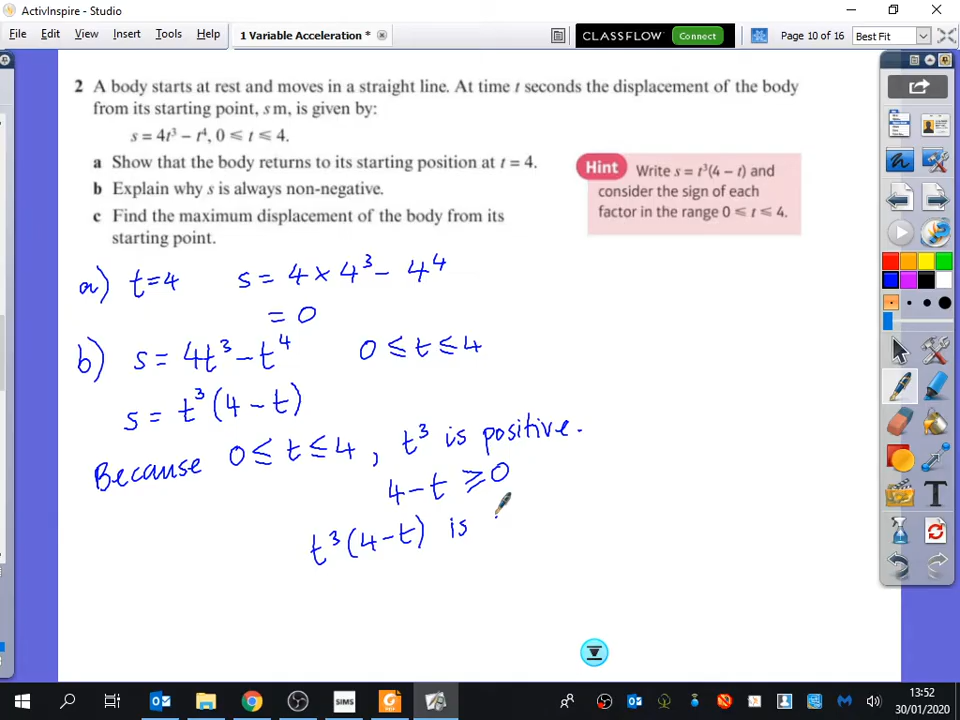 ActivInspire - Studio
File Edit View Insert Tools Help
1 Variable Acceleration *
CLASSFLOW Connect
Page 10 of 16
Best Fit
2 A body starts at rest and moves in a straight line. At time t seconds the displacement of the body
from its starting point, s m, is given by:
s = 4t³ − t⁴, 0 ⩽ t ⩽ 4.
a Show that the body returns to its starting position at t = 4.
b Explain why s is always non-negative.
c Find the maximum displacement of the body from its
starting point.
Hint Write s = t³(4 − t) and
consider the sign of each
factor in the range 0 ⩽ t ⩽ 4.
a) t=4 s = 4 × 4³ − 4⁴
= 0
b) s = 4t³ − t⁴ 0 ≤ t ≤ 4
s = t³(4 − t)
Because 0 ≤ t ≤ 4, t³ is positive.
4−t ⩾ 0
t³(4−t) is
T
SIMS
13:52
30/01/2020